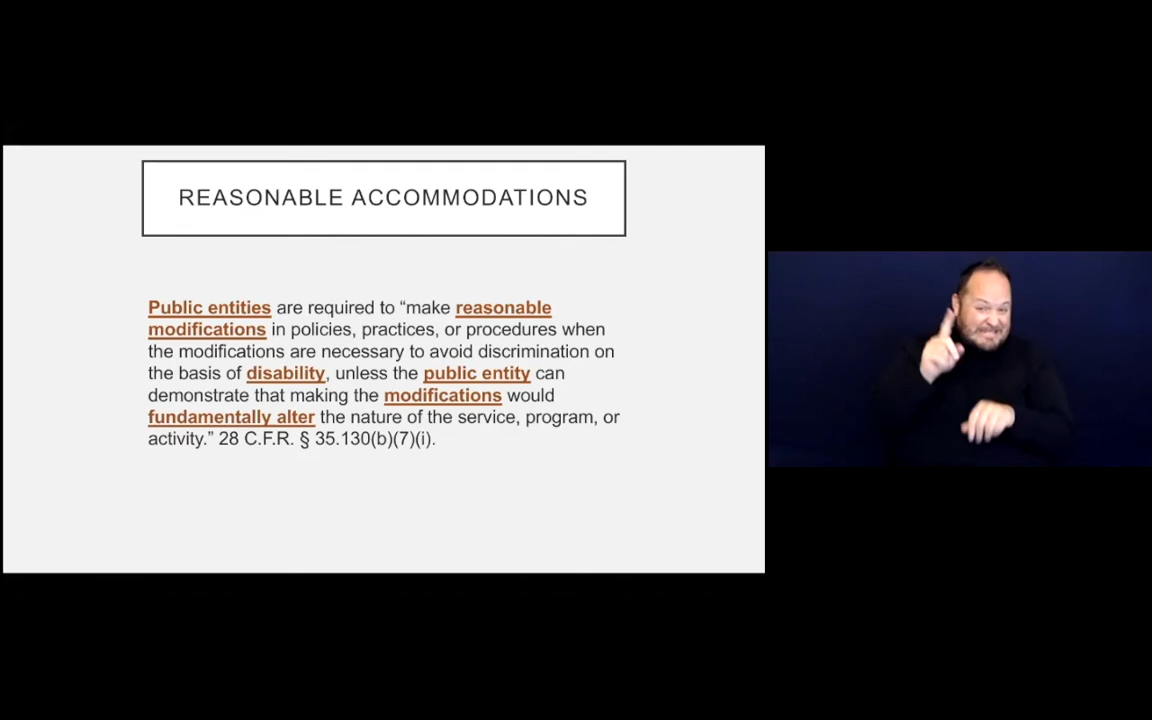 REASONABLE ACCOMMODATIONS
Public entities are required to “make reasonable
modifications in policies, practices, or procedures when
the modifications are necessary to avoid discrimination on
the basis of disability, unless the public entity can
demonstrate that making the modifications would
fundamentally alter the nature of the service, program, or
activity.” 28 C.F.R. § 35.130(b)(7)(i).